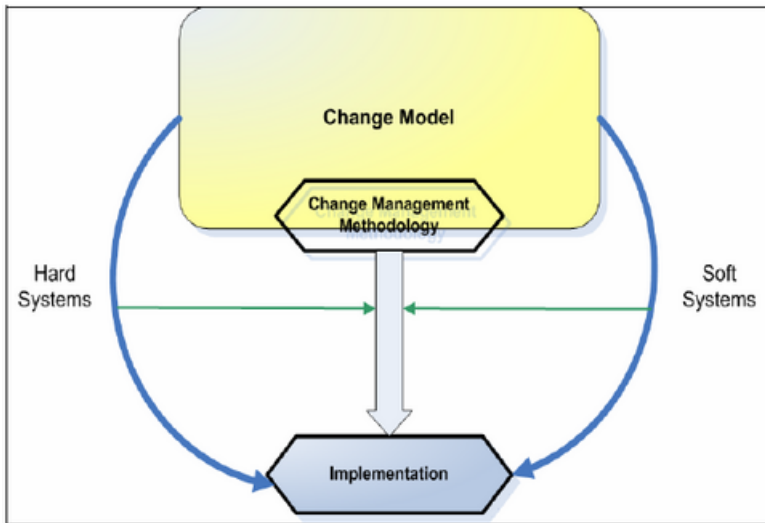 Change Model
Change Management
Methodology
Hard
Systems
Soft
Systems
Implementation